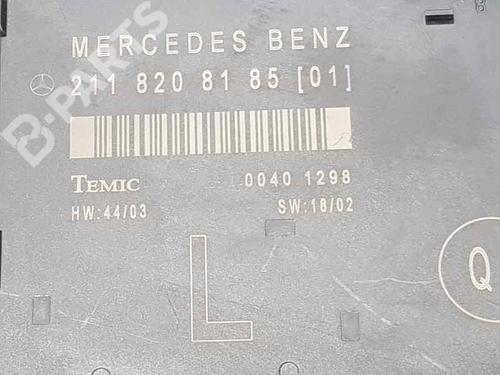 MERCEDES BENZ
211 820 81 85 [01]
B-PARTS
TEMIC 0040 1298
HW:44/03 SW:18/02
L
Q